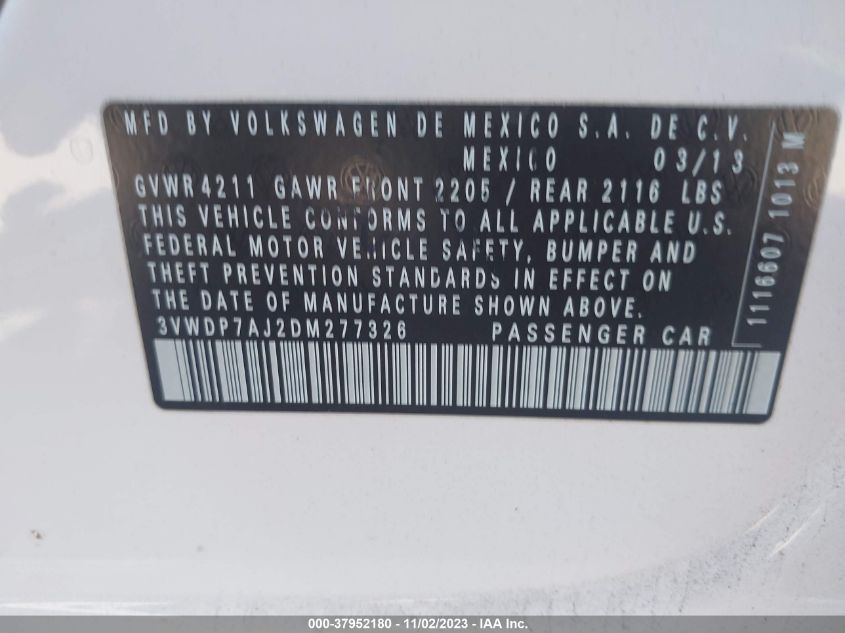 MFD BY VOLKSWAGEN DE MEXICO S.A. DE C.V.
MEXICO 03/13
GVWR 4211 GAWR FRONT 2205 / REAR 2116 LBS
THIS VEHICLE CONFORMS TO ALL APPLICABLE U.S.
FEDERAL MOTOR VEHICLE SAFETY, BUMPER AND
THEFT PREVENTION STANDARDS IN EFFECT ON
THE DATE OF MANUFACTURE SHOWN ABOVE.
3VWDP7AJ2DM277326 PASSENGER CAR
1116607 1013 M
000-37952180 - 11/02/2023 - IAA Inc.